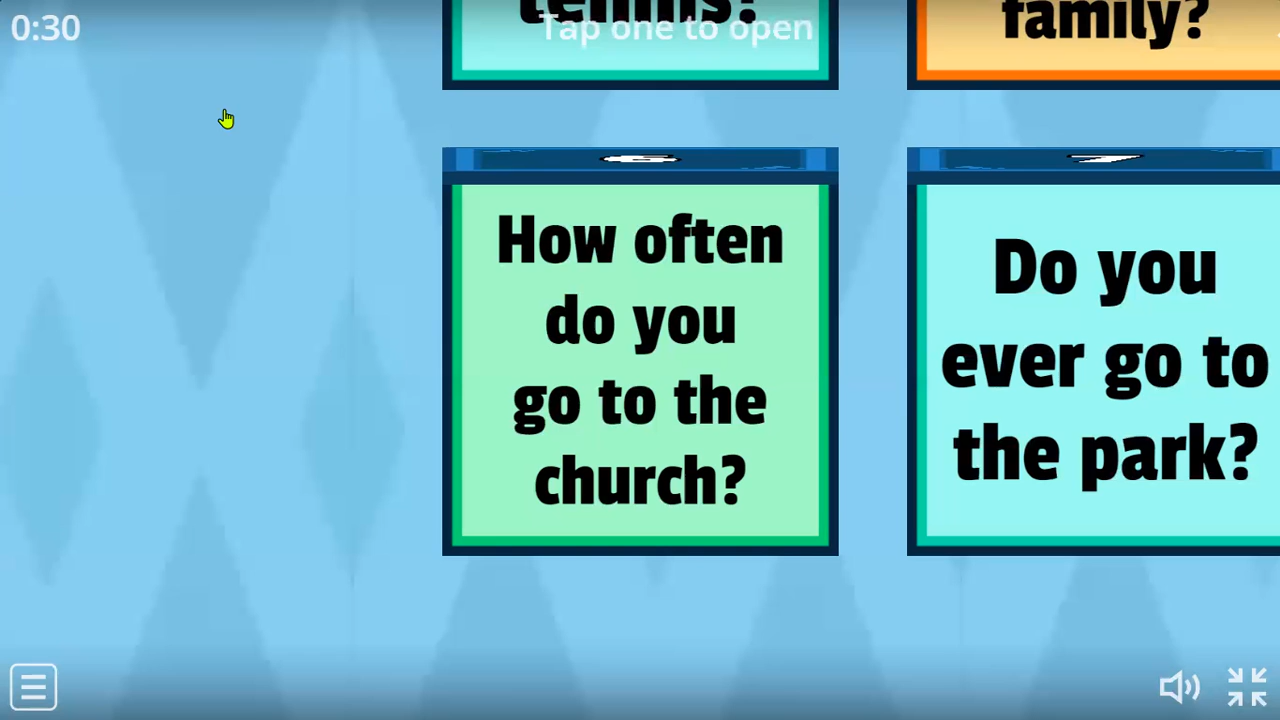 0:30
tennis?
Tap one to open
family?
How often
do you
go to the
church?
Do you
ever go to
the park?